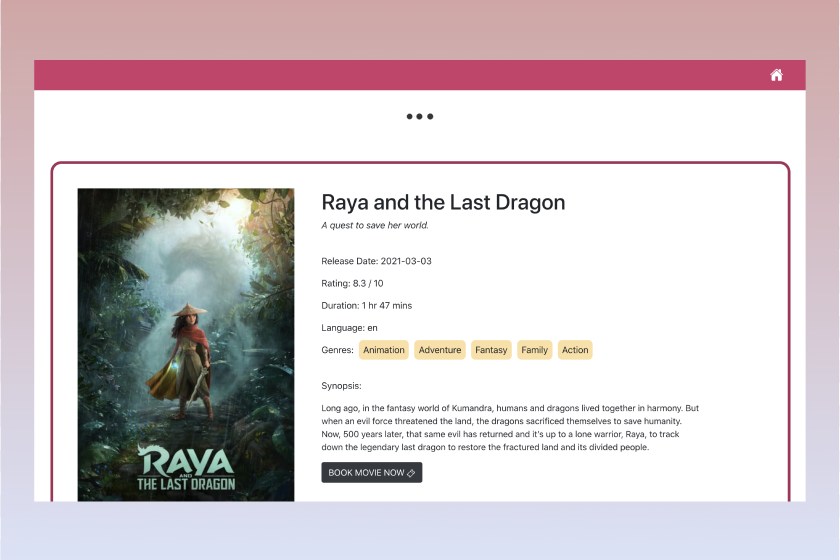 Raya and the Last Dragon
A quest to save her world.
Release Date: 2021-03-03
Rating: 8.3 / 10
Duration: 1 hr 47 mins
Language: en
Genres: Animation Adventure Fantasy Family Action
Synopsis:
Long ago, in the fantasy world of Kumandra, humans and dragons lived together in harmony. But
when an evil force threatened the land, the dragons sacrificed themselves to save humanity.
Now, 500 years later, that same evil has returned and it's up to a lone warrior, Raya, to track
down the legendary last dragon to restore the fractured land and its divided people.
BOOK MOVIE NOW
RAYA
AND
THE LAST DRAGON